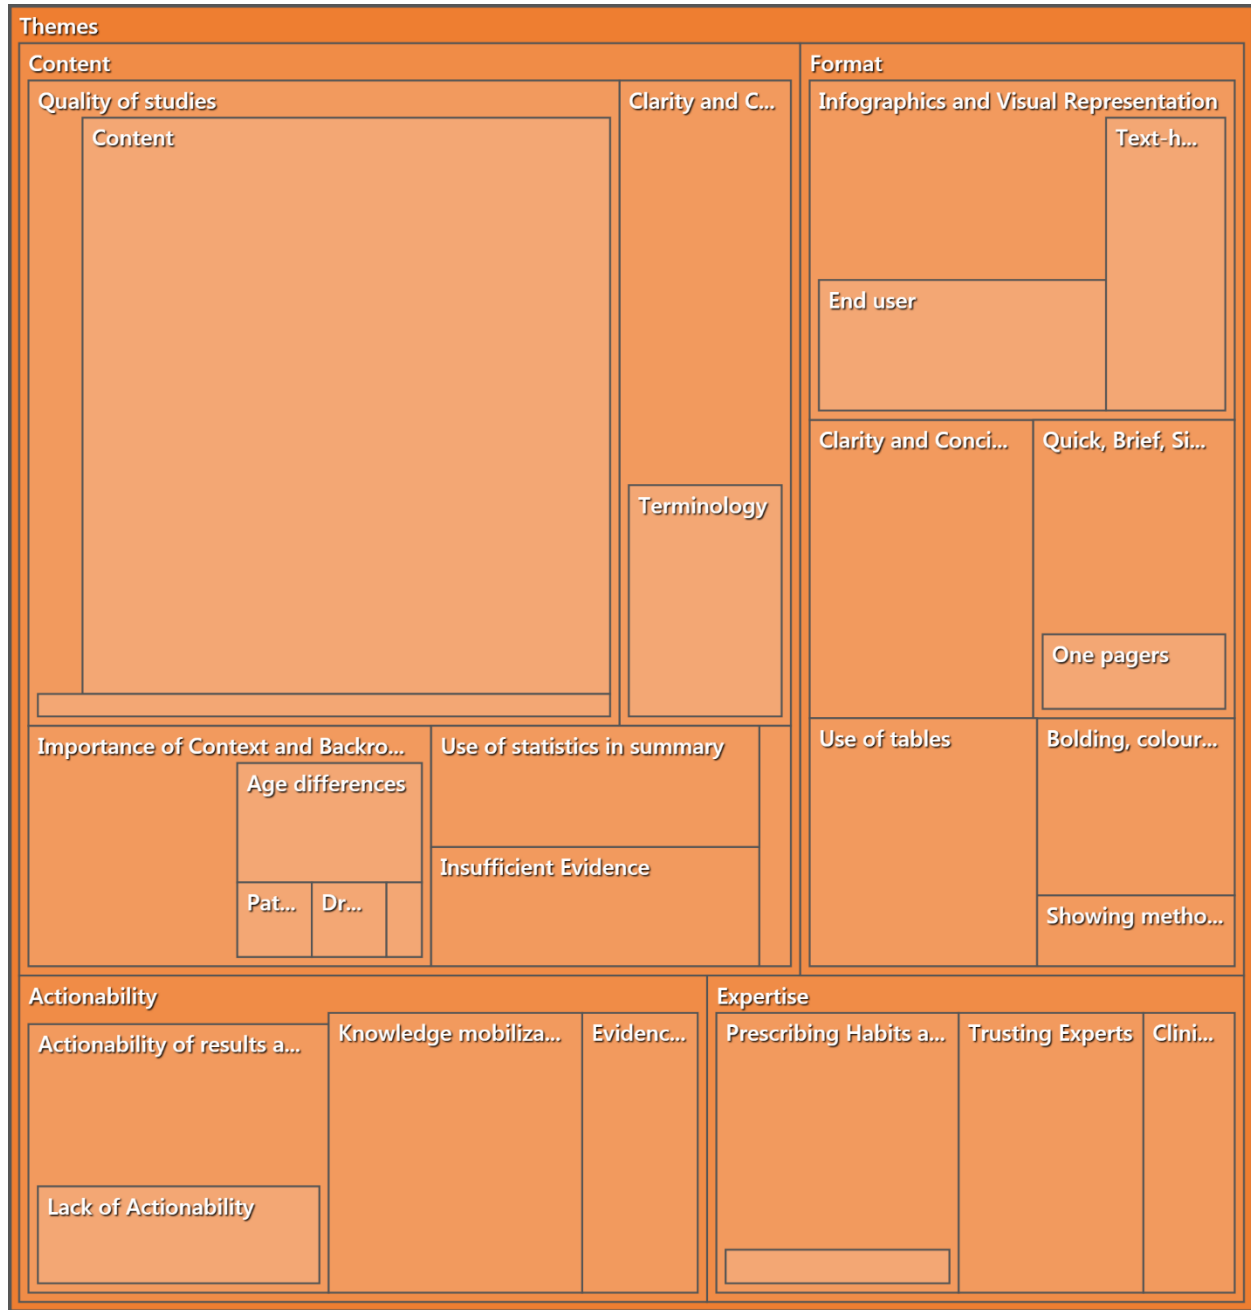 Themes
Content
Quality of studies
Content
Clarity and C...
Terminology
Importance of Context and Backro...
Age differences
Pat...
Dr...
Use of statistics in summary
Insufficient Evidence
Format
Infographics and Visual Representation
Text-h...
End user
Clarity and Conci...
Quick, Brief, Si...
One pagers
Use of tables
Bolding, colour...
Showing metho...
Actionability
Actionability of results a...
Lack of Actionability
Knowledge mobiliza...
Evidenc...
Expertise
Prescribing Habits a...
Trusting Experts
Clini...